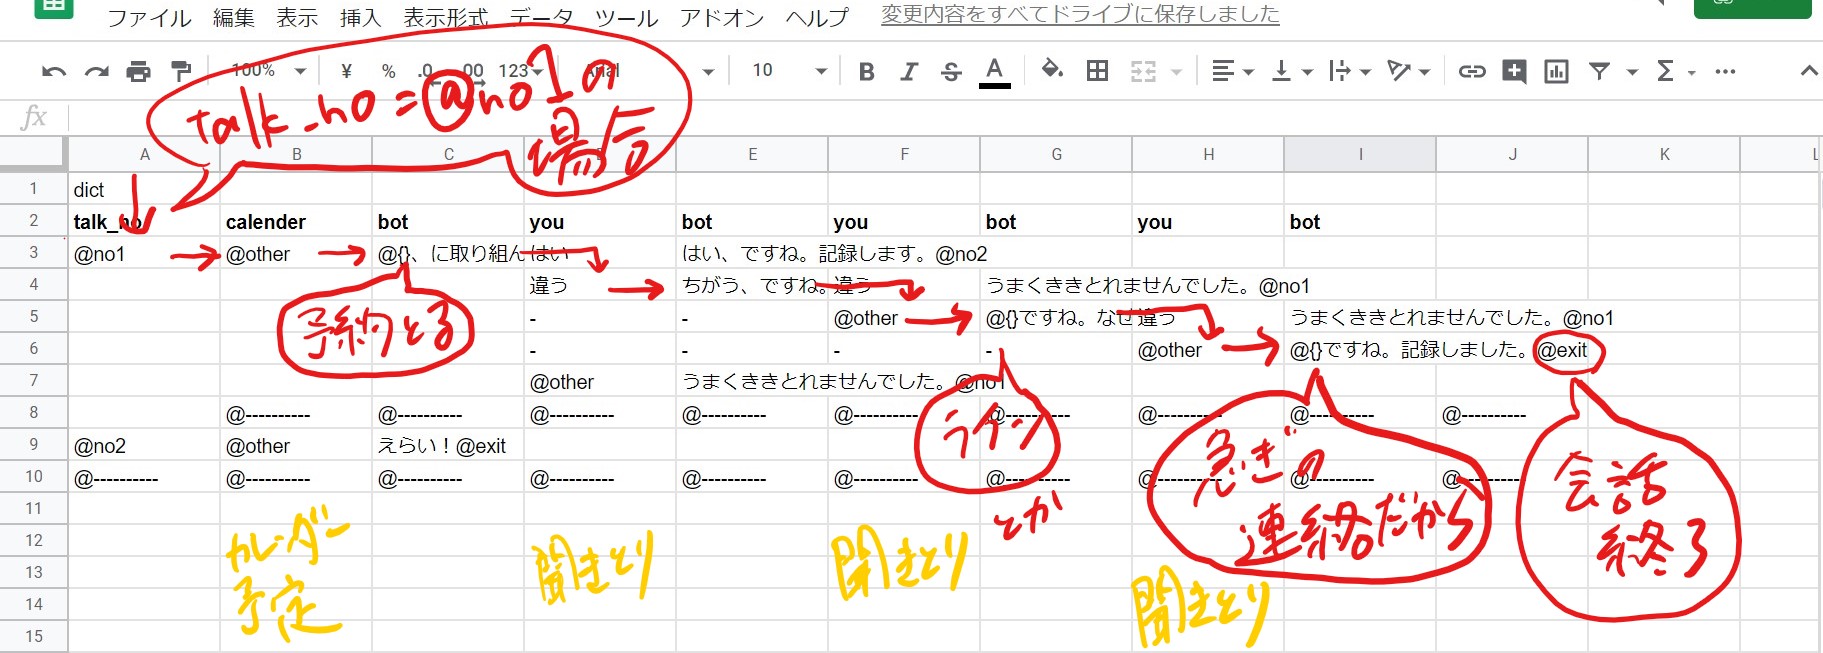 ファイル 編集 表示 挿入 表示形式 データ ツール アドオン ヘルプ 変更内容をすべてドライブに保存しました
100% ¥ % .0 .00 123 Arial 10 B I S A
talk_no = @no1の
場合
fx
A B C E F G H I J K L
1 dict
2 talk_no calender bot you bot you bot you bot
3 @no1 @other @{}、に取り組ん はい はい、ですね。記録します。@no2
4 違う ちがう、ですね。 違う うまくききとれませんでした。@no1
5 - - @other @{}ですね。なぜ 違う うまくききとれませんでした。@no1
6 - - - - @other @{}ですね。記録しました。@exit
7 @other うまくききとれませんでした。@no1
8 @---------- @---------- @---------- @---------- @---------- @---------- @---------- @---------- @----------
9 @no2 @other えらい！@exit
10 @---------- @---------- @---------- @---------- @---------- @---------- @---------- @---------- @---------- @----------
11
12
13
14
15
予約とる
ライン
とか
急ぎの
連絡だから
会話
終了
カレンダー
予定
聞きとり
聞きとり
聞きとり